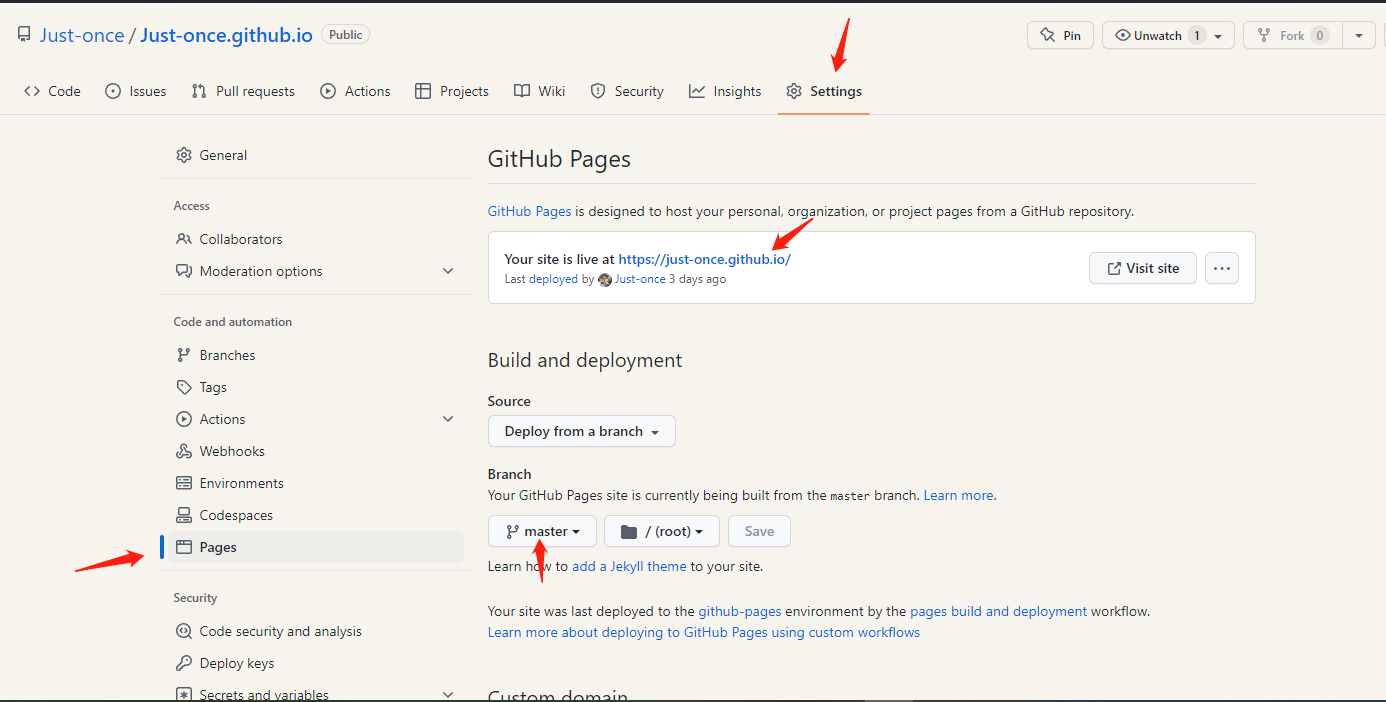 Just-once / Just-once.github.io Public Pin Unwatch 1 Fork 0
Code Issues Pull requests Actions Projects Wiki Security Insights Settings
General
Access
Collaborators
Moderation options
Code and automation
Branches
Tags
Actions
Webhooks
Environments
Codespaces
Pages
Security
Code security and analysis
Deploy keys
Secrets and variables
GitHub Pages
GitHub Pages is designed to host your personal, organization, or project pages from a GitHub repository.
Your site is live at https://just-once.github.io/
Last deployed by Just-once 3 days ago
Visit site
Build and deployment
Source
Deploy from a branch
Branch
Your GitHub Pages site is currently being built from the master branch. Learn more.
master / (root) Save
Learn how to add a Jekyll theme to your site.
Your site was last deployed to the github-pages environment by the pages build and deployment workflow.
Learn more about deploying to GitHub Pages using custom workflows
Custom domain